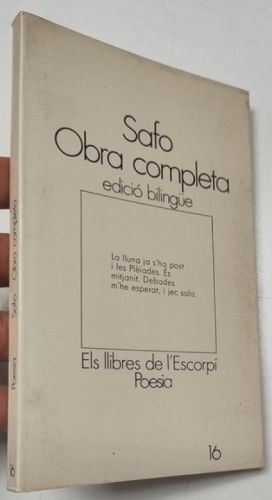 Safo
Obra completa
edició bilingüe
La lluna ja s'ha post
i les Plèiades. És
mitjanit. Debades
m'he esperat, i jec sola.
Els llibres de l'Escorpí
Poesia
16
Safo Obra completa
Poesia
16